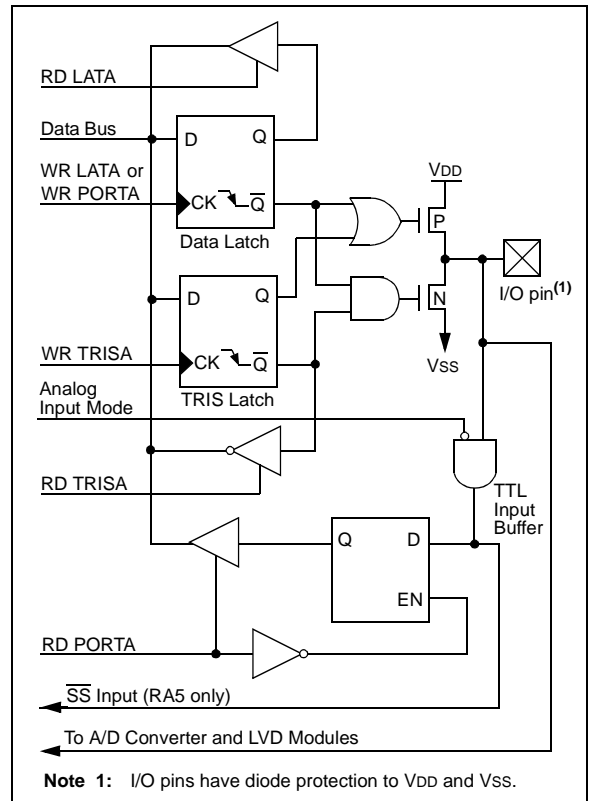 RD LATA
Data Bus
D Q
WR LATA or
WR PORTA
CK Q̅
Data Latch
VDD
P
I/O pin(1)
N
VSS
D Q
WR TRISA
CK Q̅
TRIS Latch
Analog
Input Mode
RD TRISA
TTL
Input
Buffer
Q D
EN
RD PORTA
S̅S̅ Input (RA5 only)
To A/D Converter and LVD Modules
Note 1: I/O pins have diode protection to VDD and VSS.